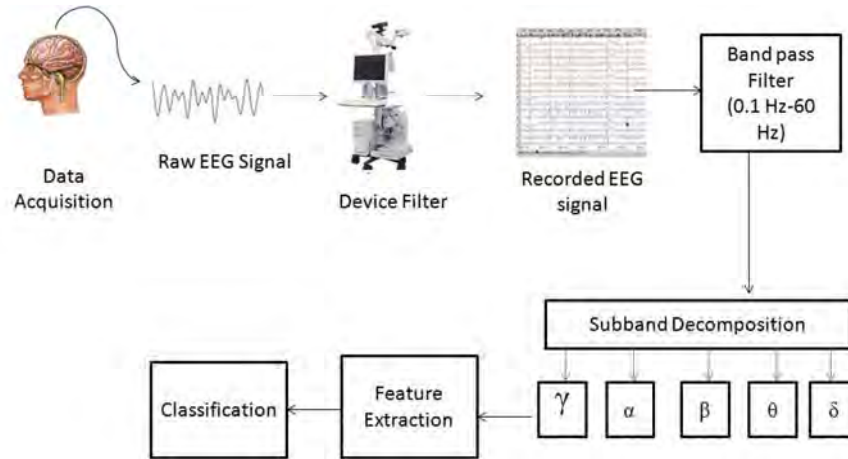 Data
Acquisition
Raw EEG Signal
Device Filter
Recorded EEG
signal
Band pass
Filter
(0.1 Hz-60
Hz)
Subband Decomposition
γ
α
β
θ
δ
Feature
Extraction
Classification